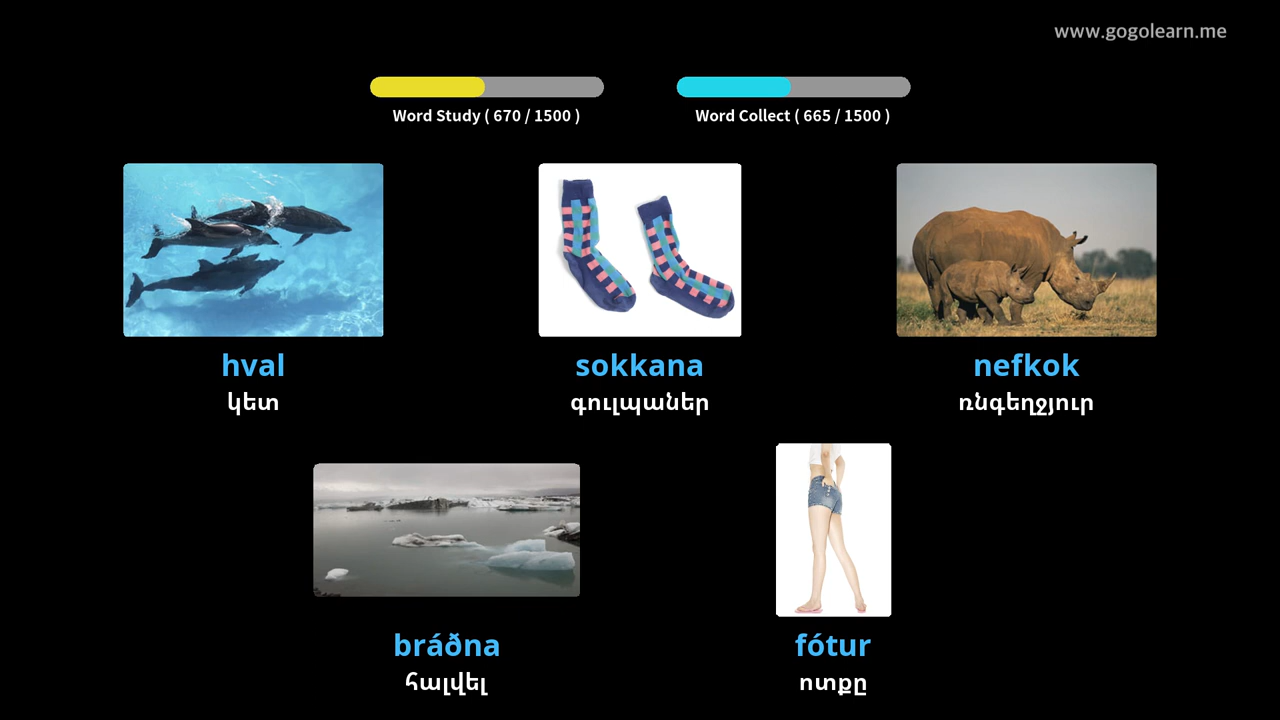 www.gogolearn.me
Word Study ( 670 / 1500 )
Word Collect ( 665 / 1500 )
hval
կետ
sokkana
գուլպաներ
nefkok
ռնգեղջյուր
bráðna
հալվել
fótur
ոտքը